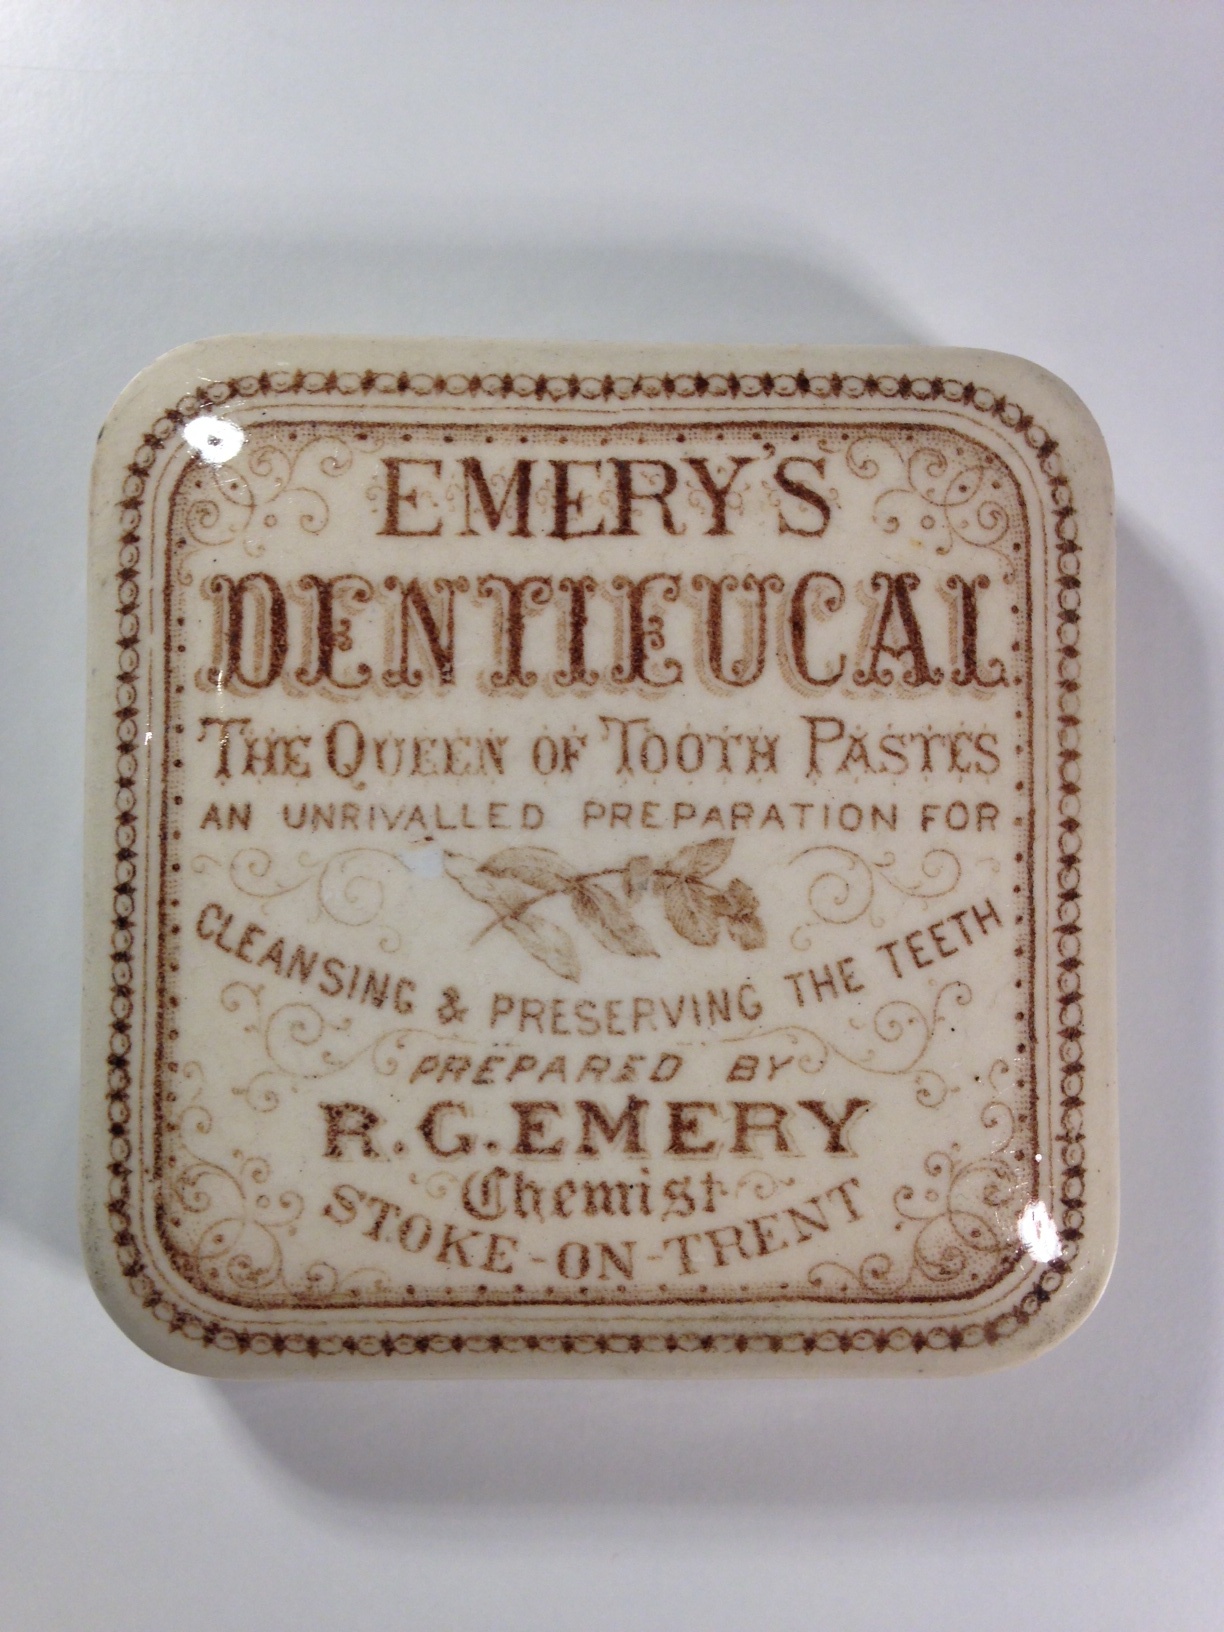 EMERY'S
DENTIEUCAL
THE QUEEN OF TOOTH PASTES
AN UNRIVALLED PREPARATION FOR
CLEANSING & PRESERVING THE TEETH
PREPARED BY
R. G. EMERY
Chemist
STOKE-ON-TRENT